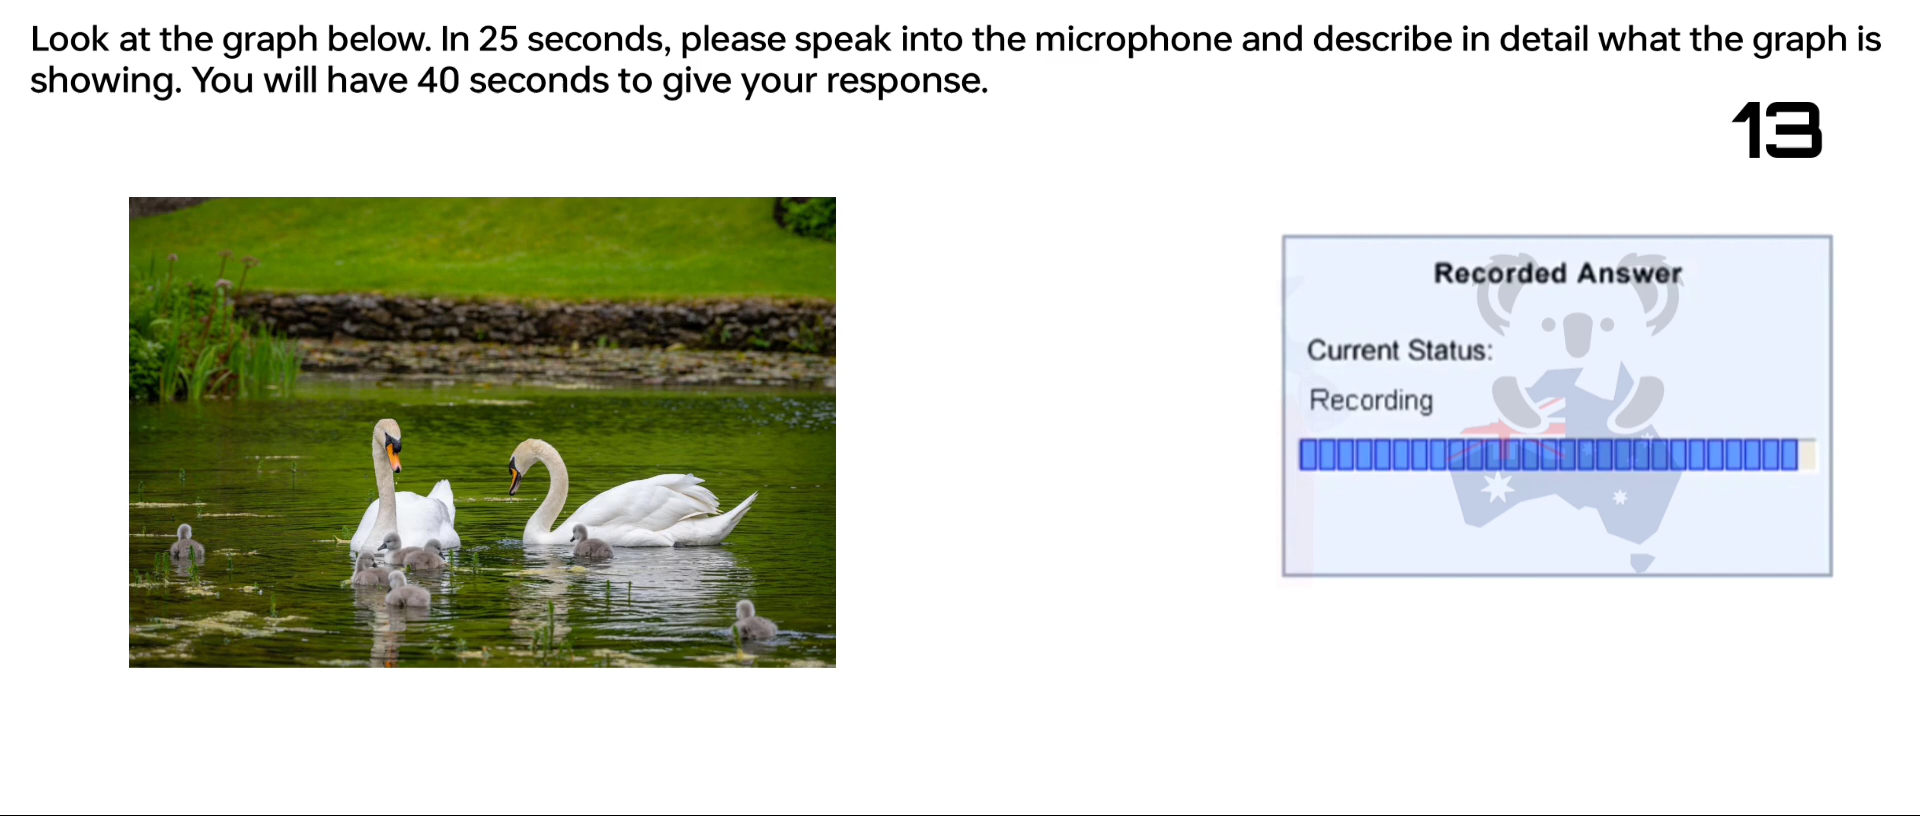 Look at the graph below. In 25 seconds, please speak into the microphone and describe in detail what the graph is
showing. You will have 40 seconds to give your response.
13
Recorded Answer
Current Status:
Recording